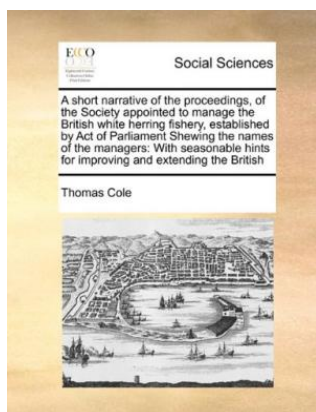 ECCO
Social Sciences
A short narrative of the proceedings, of
the Society appointed to manage the
British white herring fishery, established
by Act of Parliament Shewing the names
of the managers: With seasonable hints
for improving and extending the British
Thomas Cole